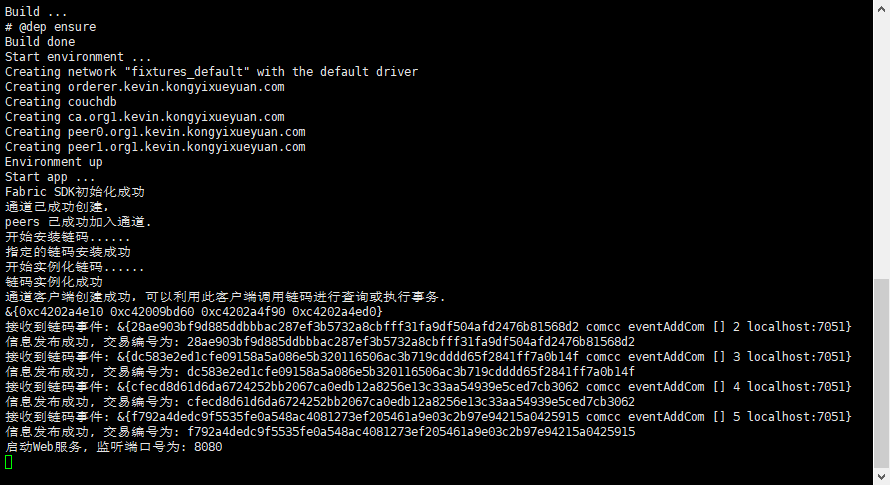 Build ...
# @dep ensure
Build done
Start environment ...
Creating network "fixtures_default" with the default driver
Creating orderer.kevin.kongyixueyuan.com
Creating couchdb
Creating ca.org1.kevin.kongyixueyuan.com
Creating peer0.org1.kevin.kongyixueyuan.com
Creating peer1.org1.kevin.kongyixueyuan.com
Environment up
Start app ...
Fabric SDK初始化成功
通道已成功创建，
peers 已成功加入通道.
开始安装链码......
指定的链码安装成功
开始实例化链码......
链码实例化成功
通道客户端创建成功，可以利用此客户端调用链码进行查询或执行事务.
&{0xc4202a4e10 0xc42009bd60 0xc4202a4f90 0xc4202a4ed0}
接收到链码事件: &{28ae903bf9d885ddbbbac287ef3b5732a8cbfff31fa9df504afd2476b81568d2 comcc eventAddCom [] 2 localhost:7051}
信息发布成功, 交易编号为: 28ae903bf9d885ddbbbac287ef3b5732a8cbfff31fa9df504afd2476b81568d2
接收到链码事件: &{dc583e2ed1cfe09158a5a086e5b320116506ac3b719cdddd65f2841ff7a0b14f comcc eventAddCom [] 3 localhost:7051}
信息发布成功, 交易编号为: dc583e2ed1cfe09158a5a086e5b320116506ac3b719cdddd65f2841ff7a0b14f
接收到链码事件: &{cfecd8d61d6da6724252bb2067ca0edb12a8256e13c33aa54939e5ced7cb3062 comcc eventAddCom [] 4 localhost:7051}
信息发布成功, 交易编号为: cfecd8d61d6da6724252bb2067ca0edb12a8256e13c33aa54939e5ced7cb3062
接收到链码事件: &{f792a4dedc9f5535fe0a548ac4081273ef205461a9e03c2b97e94215a0425915 comcc eventAddCom [] 5 localhost:7051}
信息发布成功, 交易编号为: f792a4dedc9f5535fe0a548ac4081273ef205461a9e03c2b97e94215a0425915
启动Web服务, 监听端口号为: 8080